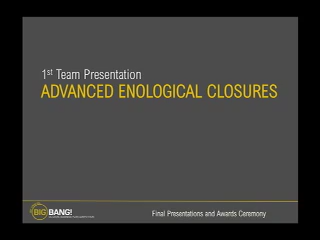 1st Team Presentation
ADVANCED ENOLOGICAL CLOSURES
BIG BANG!
Final Presentations and Awards Ceremony